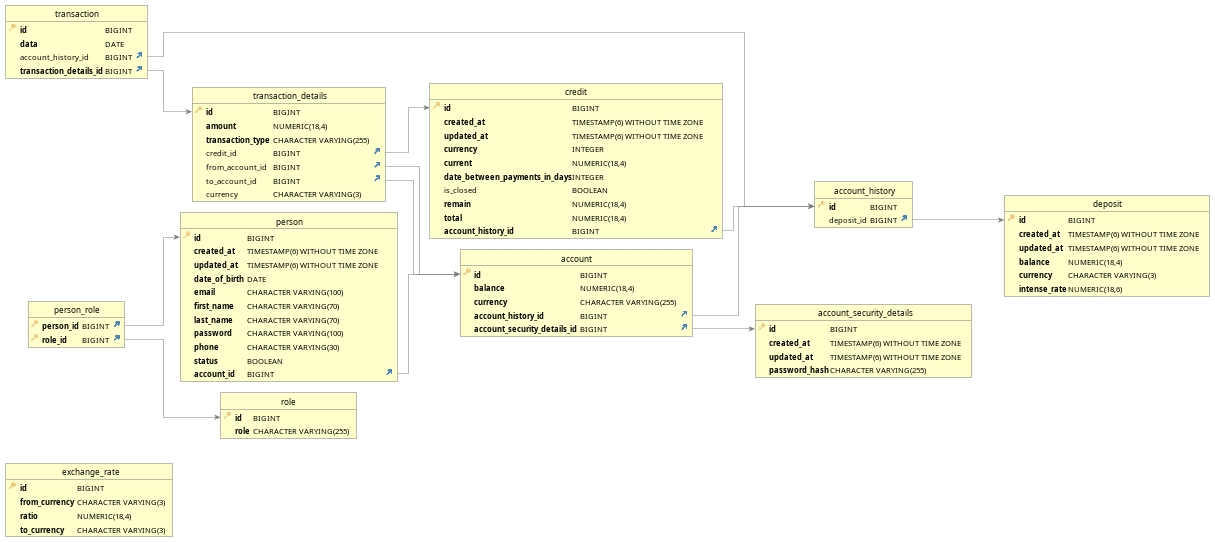 transaction
id BIGINT
data DATE
account_history_id BIGINT
transaction_details_id BIGINT
transaction_details
id BIGINT
amount NUMERIC(18,4)
transaction_type CHARACTER VARYING(255)
credit_id BIGINT
from_account_id BIGINT
to_account_id BIGINT
currency CHARACTER VARYING(3)
credit
id BIGINT
created_at TIMESTAMP(6) WITHOUT TIME ZONE
updated_at TIMESTAMP(6) WITHOUT TIME ZONE
currency INTEGER
current NUMERIC(18,4)
date_between_payments_in_days INTEGER
is_closed BOOLEAN
remain NUMERIC(18,4)
total NUMERIC(18,4)
account_history_id BIGINT
account_history
id BIGINT
deposit_id BIGINT
deposit
id BIGINT
created_at TIMESTAMP(6) WITHOUT TIME ZONE
updated_at TIMESTAMP(6) WITHOUT TIME ZONE
balance NUMERIC(18,4)
currency CHARACTER VARYING(3)
intense_rate NUMERIC(18,6)
person
id BIGINT
created_at TIMESTAMP(6) WITHOUT TIME ZONE
updated_at TIMESTAMP(6) WITHOUT TIME ZONE
date_of_birth DATE
email CHARACTER VARYING(100)
first_name CHARACTER VARYING(70)
last_name CHARACTER VARYING(70)
password CHARACTER VARYING(100)
phone CHARACTER VARYING(30)
status BOOLEAN
account_id BIGINT
account
id BIGINT
balance NUMERIC(18,4)
currency CHARACTER VARYING(255)
account_history_id BIGINT
account_security_details_id BIGINT
account_security_details
id BIGINT
created_at TIMESTAMP(6) WITHOUT TIME ZONE
updated_at TIMESTAMP(6) WITHOUT TIME ZONE
password_hash CHARACTER VARYING(255)
person_role
person_id BIGINT
role_id BIGINT
role
id BIGINT
role CHARACTER VARYING(255)
exchange_rate
id BIGINT
from_currency CHARACTER VARYING(3)
ratio NUMERIC(18,4)
to_currency CHARACTER VARYING(3)